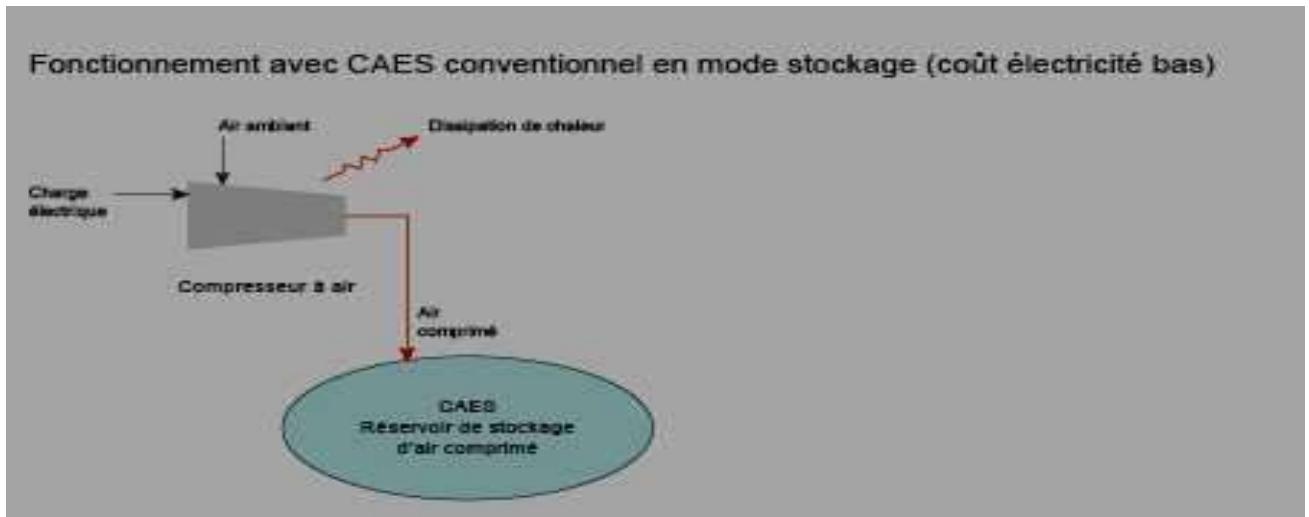 Fonctionnement avec CAES conventionnel en mode stockage (coût électricité bas)
Air ambiant
Dissipation de chaleur
Charge
électrique
Compresseur à air
Air
comprimé
CAES
Réservoir de stockage
d'air comprimé